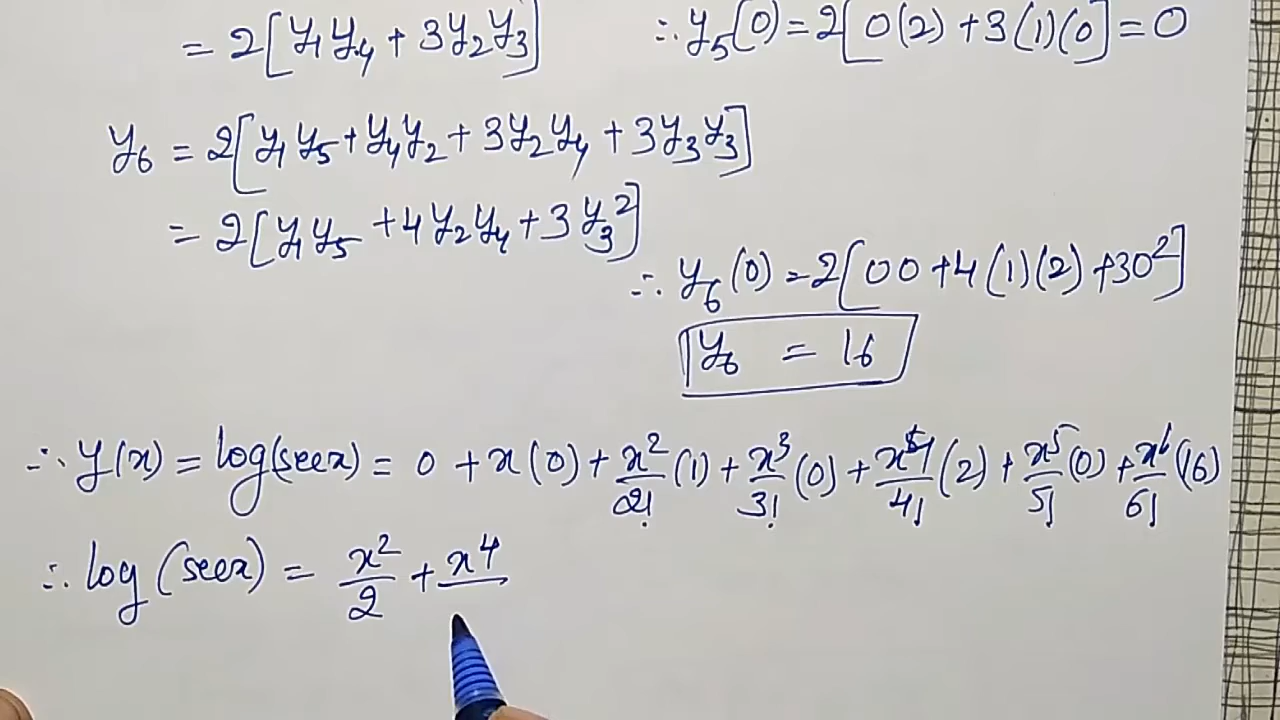 = 2[y₁y₄ + 3y₂y₃] ∴ y₅(0) = 2[0(2) + 3(1)(0] = 0
y₆ = 2[y₁y₅ + y₄y₂ + 3y₂y₄ + 3y₃y₃]
= 2[y₁y₅ + 4y₂y₄ + 3y₃²]
∴ y₆(0) = 2[00 + 4(1)(2) + 30²]
y₆ = 16
∴ y(x) = log(secx) = 0 + x(0) + x²/2! (1) + x³/3! (0) + x⁴/4! (2) + x⁵/5! (0) + x⁶/6! (16)
∴ log(secx) = x²/2 + x⁴/